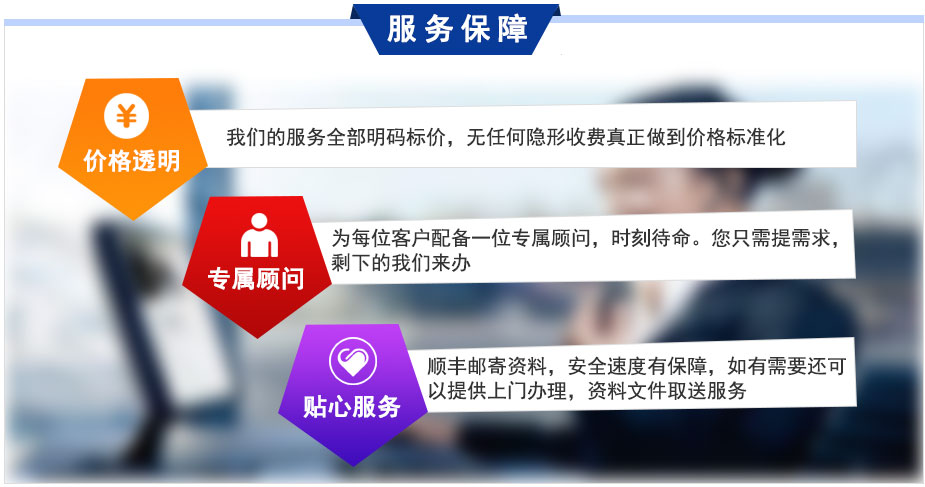 服务保障
¥
价格透明
我们的服务全部明码标价，无任何隐形收费真正做到价格标准化
专属顾问
为每位客户配备一位专属顾问，时刻待命。您只需提需求，
剩下的我们来办
贴心服务
顺丰邮寄资料，安全速度有保障，如有需要还可
以提供上门办理，资料文件取送服务